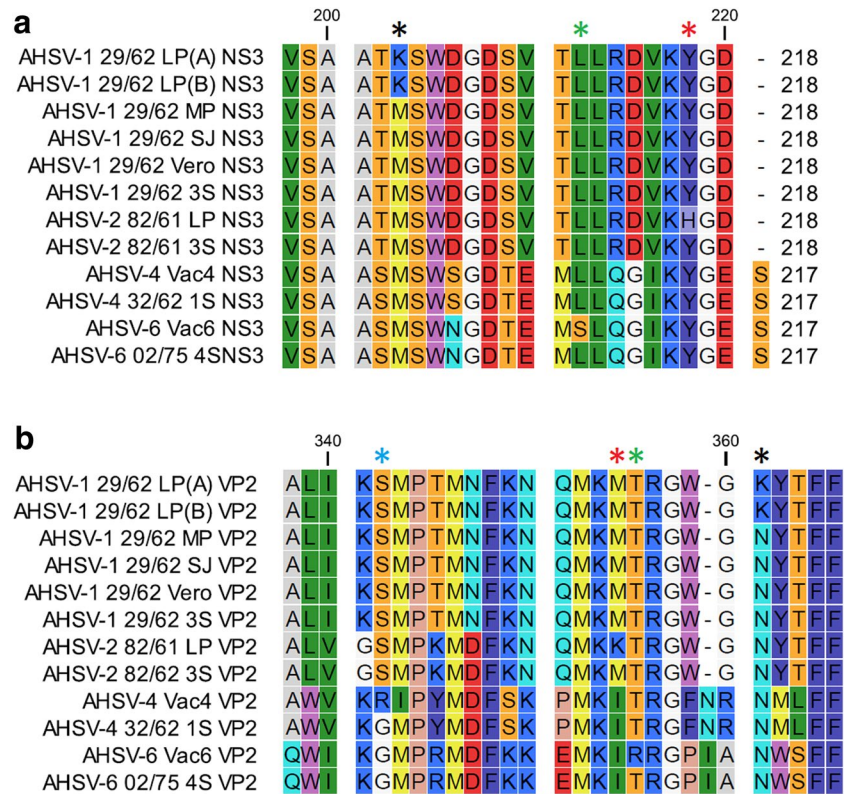 a
200 * * * 220
AHSV-1 29/62 LP(A) NS3 VSA ATKSWDGDSV TLLRDVKYGD - 218
AHSV-1 29/62 LP(B) NS3 VSA ATKSWDGDSV TLLRDVKYGD - 218
AHSV-1 29/62 MP NS3 VSA ATMSWDGDSV TLLRDVKYGD - 218
AHSV-1 29/62 SJ NS3 VSA ATMSWDGDSV TLLRDVKYGD - 218
AHSV-1 29/62 Vero NS3 VSA ATMSWDGDSV TLLRDVKYGD - 218
AHSV-1 29/62 3S NS3 VSA ATMSWDGDSV TLLRDVKYGD - 218
AHSV-2 82/61 LP NS3 VSA ATMSWDGDSV TLLRDVKHGD - 218
AHSV-2 82/61 3S NS3 VSA ATMSWDGDSV TLLRDVKYGD - 218
AHSV-4 Vac4 NS3 VSA ASMSWSGDTE MLLQGIKYGE S 217
AHSV-4 32/62 1S NS3 VSA ASMSWSGDTE MLLQGIKYGE S 217
AHSV-6 Vac6 NS3 VSA ASMSWNGDTE MSLQGIKYGE S 217
AHSV-6 02/75 4SNS3 VSA ASMSWNGDTE MLLQGIKYGE S 217
b
340 * * * 360 *
AHSV-1 29/62 LP(A) VP2 ALI KSMPTMNFKN QMKMTRGW-G KYTFF
AHSV-1 29/62 LP(B) VP2 ALI KSMPTMNFKN QMKMTRGW-G KYTFF
AHSV-1 29/62 MP VP2 ALI KSMPTMNFKN QMKMTRGW-G NYTFF
AHSV-1 29/62 SJ VP2 ALI KSMPTMNFKN QMKMTRGW-G NYTFF
AHSV-1 29/62 Vero VP2 ALI KSMPTMNFKN QMKMTRGW-G NYTFF
AHSV-1 29/62 3S VP2 ALI KSMPTMNFKN QMKMTRGW-G NYTFF
AHSV-2 82/61 LP VP2 ALV GSMPKMDFKN QMKKTRGW-G NYTFF
AHSV-2 82/62 3S VP2 ALV GSMPKMDFKN QMKMTRGW-G NYTFF
AHSV-4 Vac4 VP2 AWV KRIPYMDFSK PMKITRGFNR NMLFF
AHSV-4 32/62 1S VP2 AWV KGMPYMDFSK PMKITRGFNR NMLFF
AHSV-6 Vac6 VP2 QWI KGMPRMDFKK EMKIRRGPIA NWSFF
AHSV-6 02/75 4S VP2 QWI KGMPRMDFKK EMKITRGPIA NWSFF